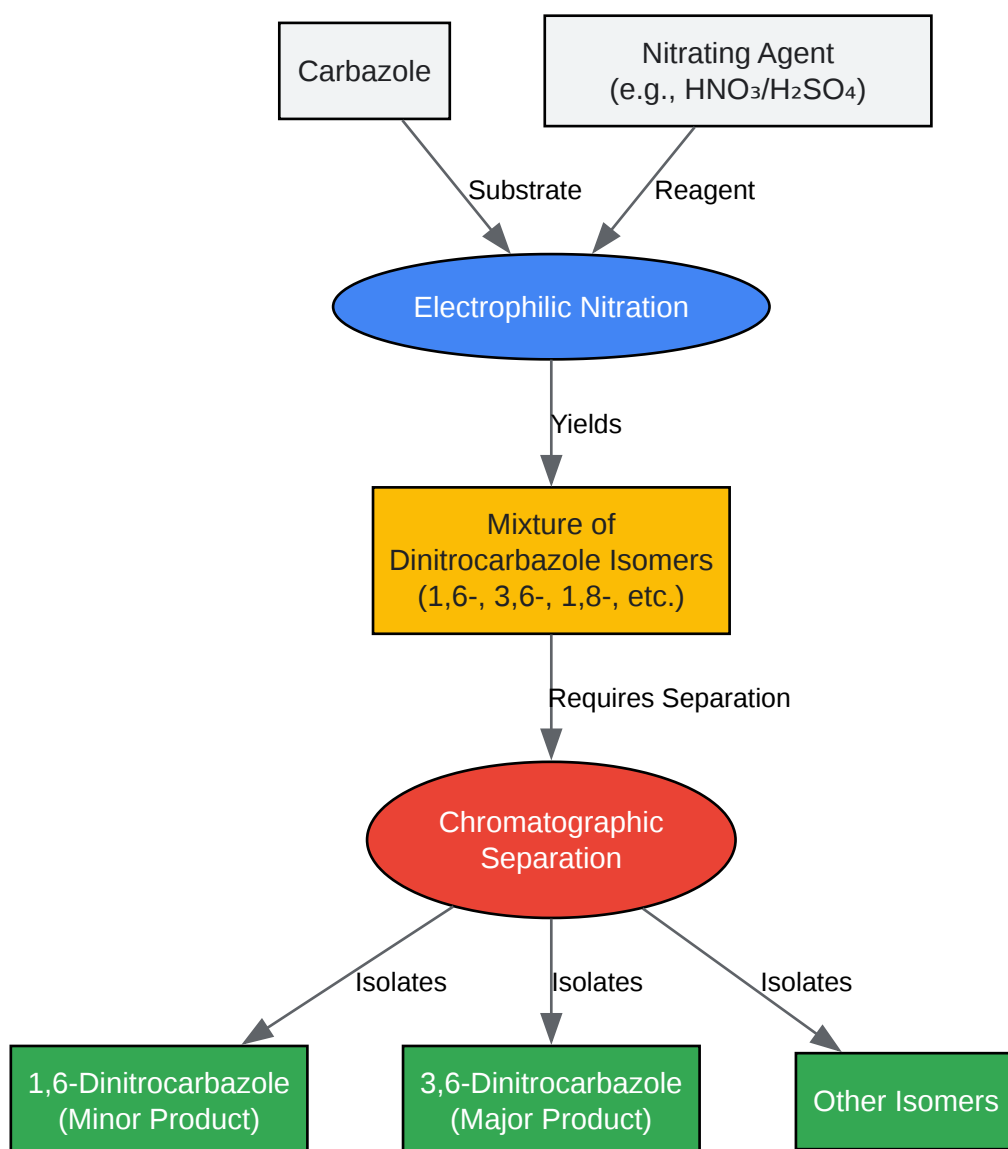 Carbazole
Nitrating Agent
(e.g., HNO₃/H₂SO₄)
Substrate
Reagent
Electrophilic Nitration
Yields
Mixture of
Dinitrocarbazole Isomers
(1,6-, 3,6-, 1,8-, etc.)
Requires Separation
Chromatographic
Separation
Isolates
Isolates
Isolates
1,6-Dinitrocarbazole
(Minor Product)
3,6-Dinitrocarbazole
(Major Product)
Other Isomers